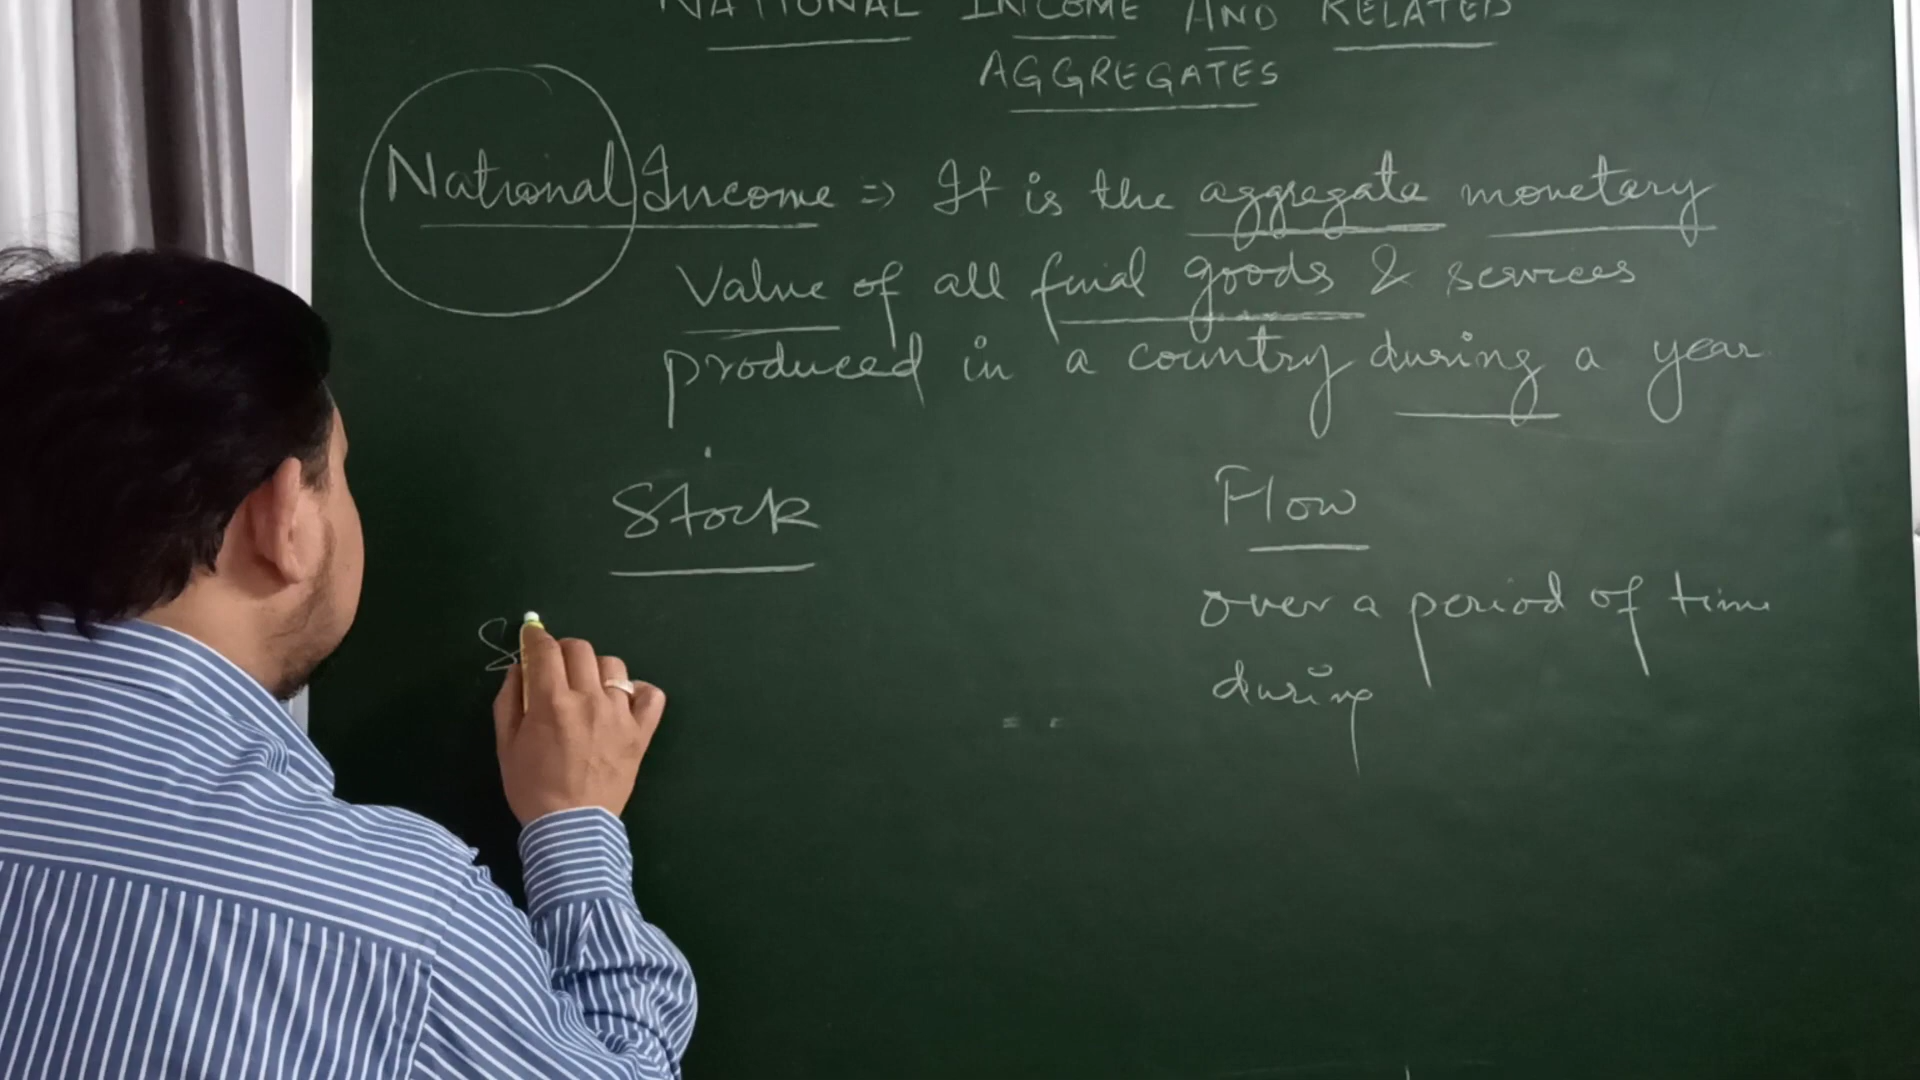 NATIONAL INCOME AND RELATED
AGGREGATES
National Income => It is the aggregate monetary
value of all final goods & services
produced in a country during a year
Stock
Flow
over a period of time
during
S